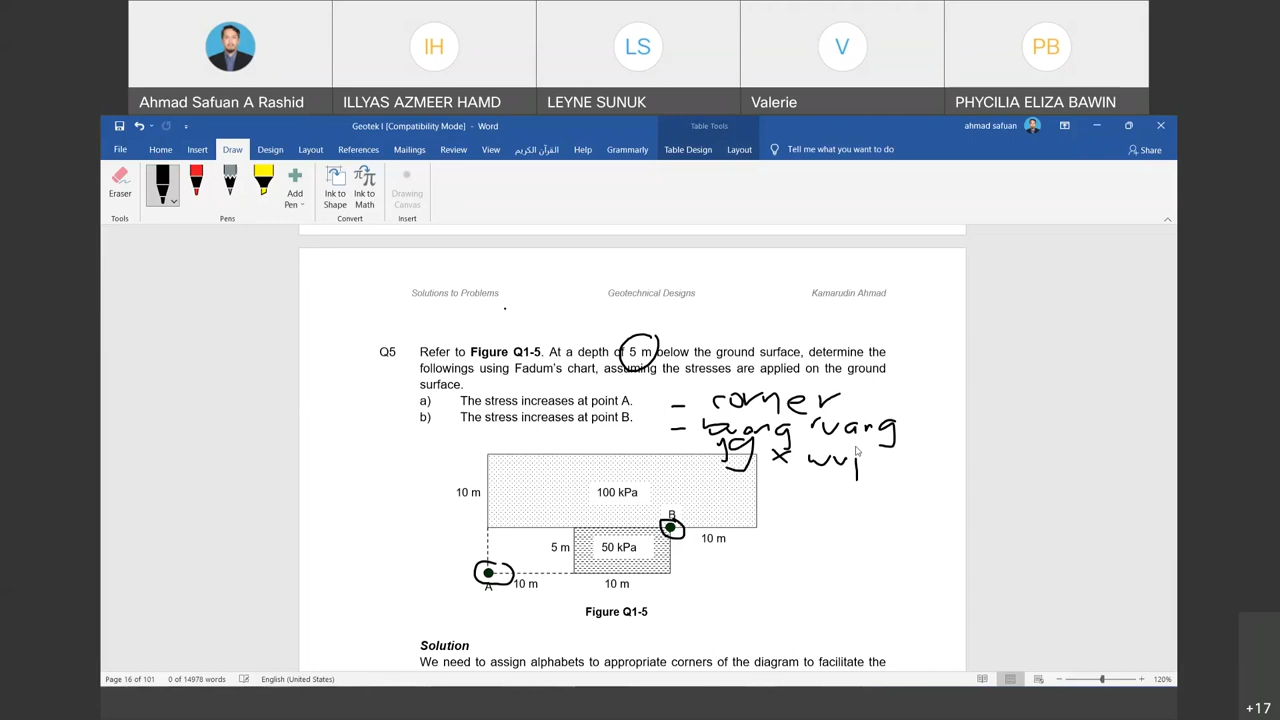 IH
LS
V
PB
Ahmad Safuan A Rashid
ILLYAS AZMEER HAMD
LEYNE SUNUK
Valerie
PHYCILIA ELIZA BAWIN
Geotek I [Compatibility Mode] - Word
Table Tools
ahmad safuan
File Home Insert Draw Design Layout References Mailings Review View القرآن الكريم Help Grammarly Table Design Layout Tell me what you want to do Share
Eraser
Add Pen
Ink to Shape
Ink to Math
Drawing Canvas
Tools Pens Convert Insert
Solutions to Problems Geotechnical Designs Kamarudin Ahmad
Q5 Refer to Figure Q1-5. At a depth of 5 m below the ground surface, determine the
followings using Fadum's chart, assuming the stresses are applied on the ground
surface.
a) The stress increases at point A.
b) The stress increases at point B.
= corner
= buang ruang
yg x wuj
10 m
100 kPa
B
5 m
50 kPa
10 m
A
10 m
10 m
Figure Q1-5
Solution
We need to assign alphabets to appropriate corners of the diagram to facilitate the
Page 16 of 101 0 of 14978 words English (United States) 120%
+17